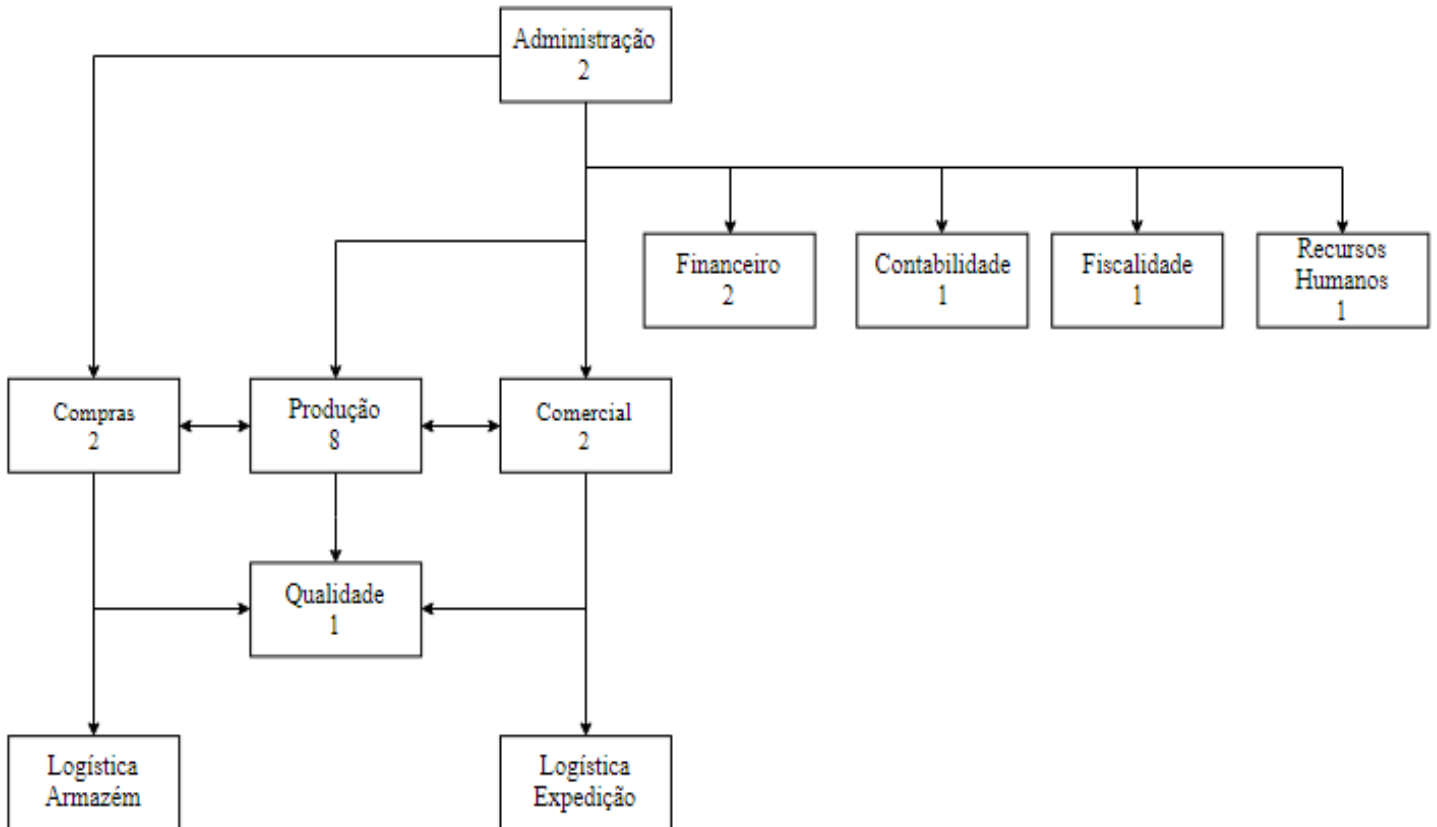 Administração
2
Financeiro
2
Contabilidade
1
Fiscalidade
1
Recursos
Humanos
1
Compras
2
Produção
8
Comercial
2
Qualidade
1
Logística
Armazém
Logística
Expedição